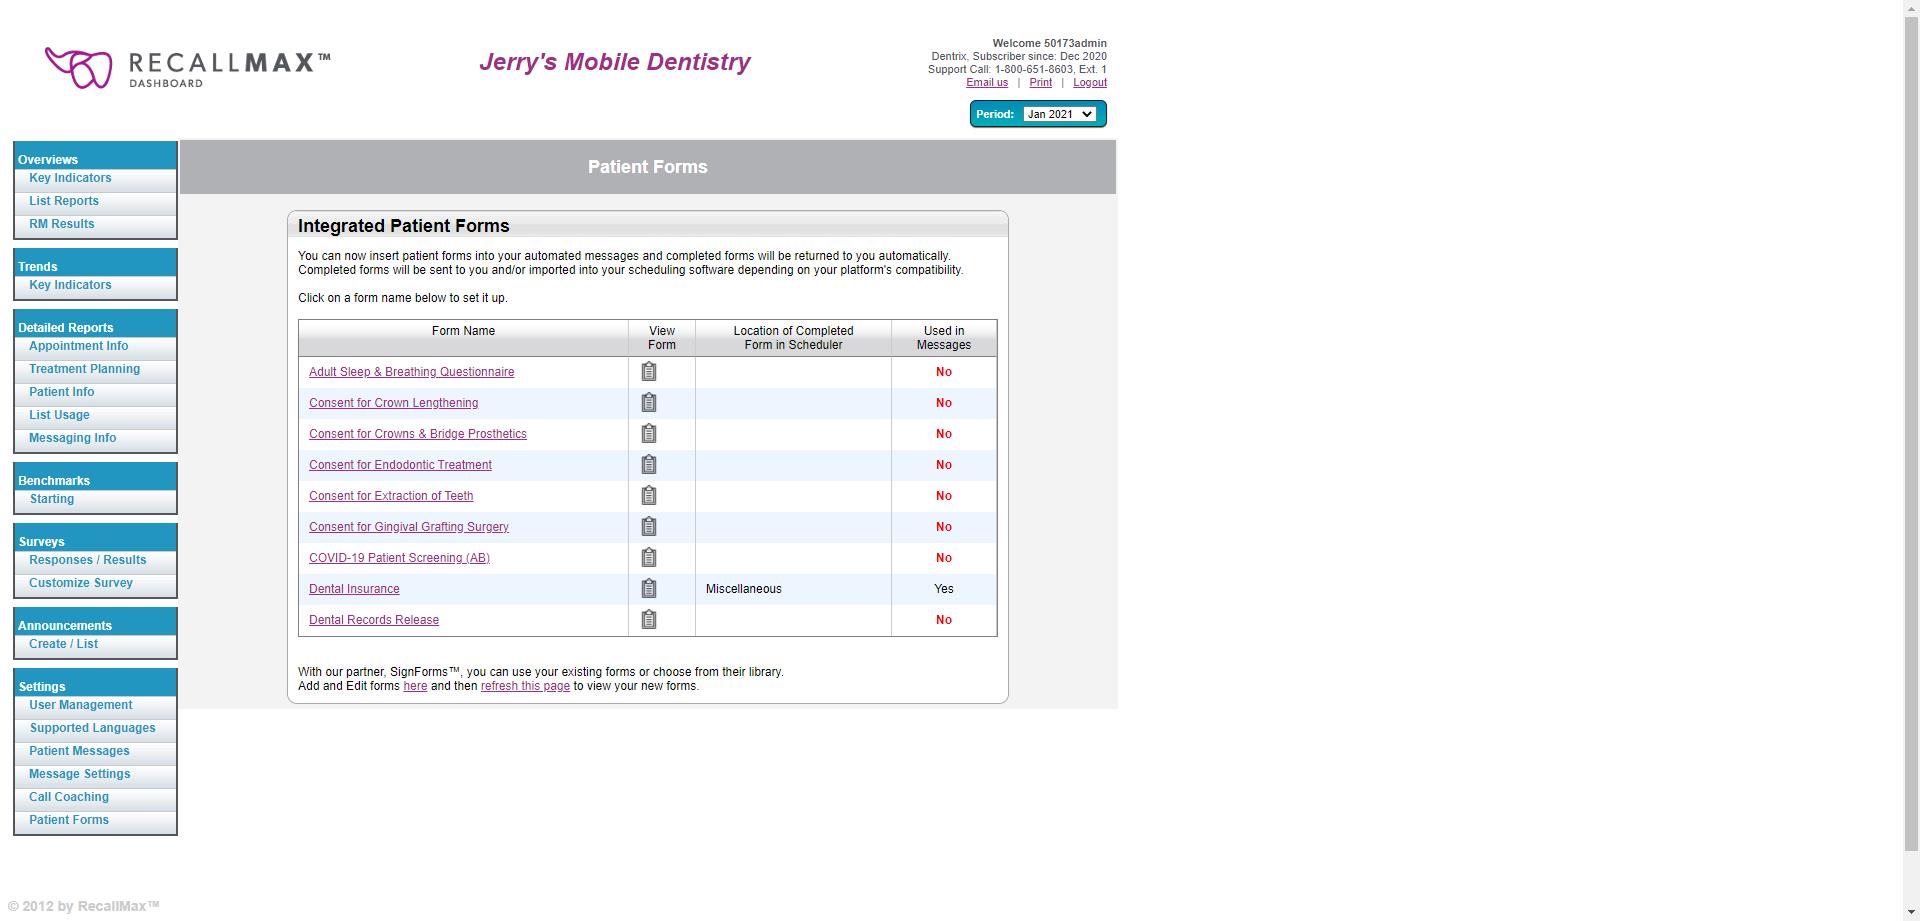 RECALLMAX™
DASHBOARD
Jerry's Mobile Dentistry
Welcome 50173admin
Dentrix, Subscriber since: Dec 2020
Support Call: 1-800-651-8603, Ext. 1
Email us | Print | Logout
Period: Jan 2021
Overviews
Key Indicators
List Reports
RM Results
Trends
Key Indicators
Detailed Reports
Appointment Info
Treatment Planning
Patient Info
List Usage
Messaging Info
Benchmarks
Starting
Surveys
Responses / Results
Customize Survey
Announcements
Create / List
Settings
User Management
Supported Languages
Patient Messages
Message Settings
Call Coaching
Patient Forms
Patient Forms
Integrated Patient Forms
You can now insert patient forms into your automated messages and completed forms will be returned to you automatically.
Completed forms will be sent to you and/or imported into your scheduling software depending on your platform's compatibility.
Click on a form name below to set it up.
Form Name
View
Form
Location of Completed
Form in Scheduler
Used in
Messages
Adult Sleep & Breathing Questionnaire No
Consent for Crown Lengthening No
Consent for Crowns & Bridge Prosthetics No
Consent for Endodontic Treatment No
Consent for Extraction of Teeth No
Consent for Gingival Grafting Surgery No
COVID-19 Patient Screening (AB) No
Dental Insurance Miscellaneous Yes
Dental Records Release No
With our partner, SignForms™, you can use your existing forms or choose from their library.
Add and Edit forms here and then refresh this page to view your new forms.
© 2012 by RecallMax™